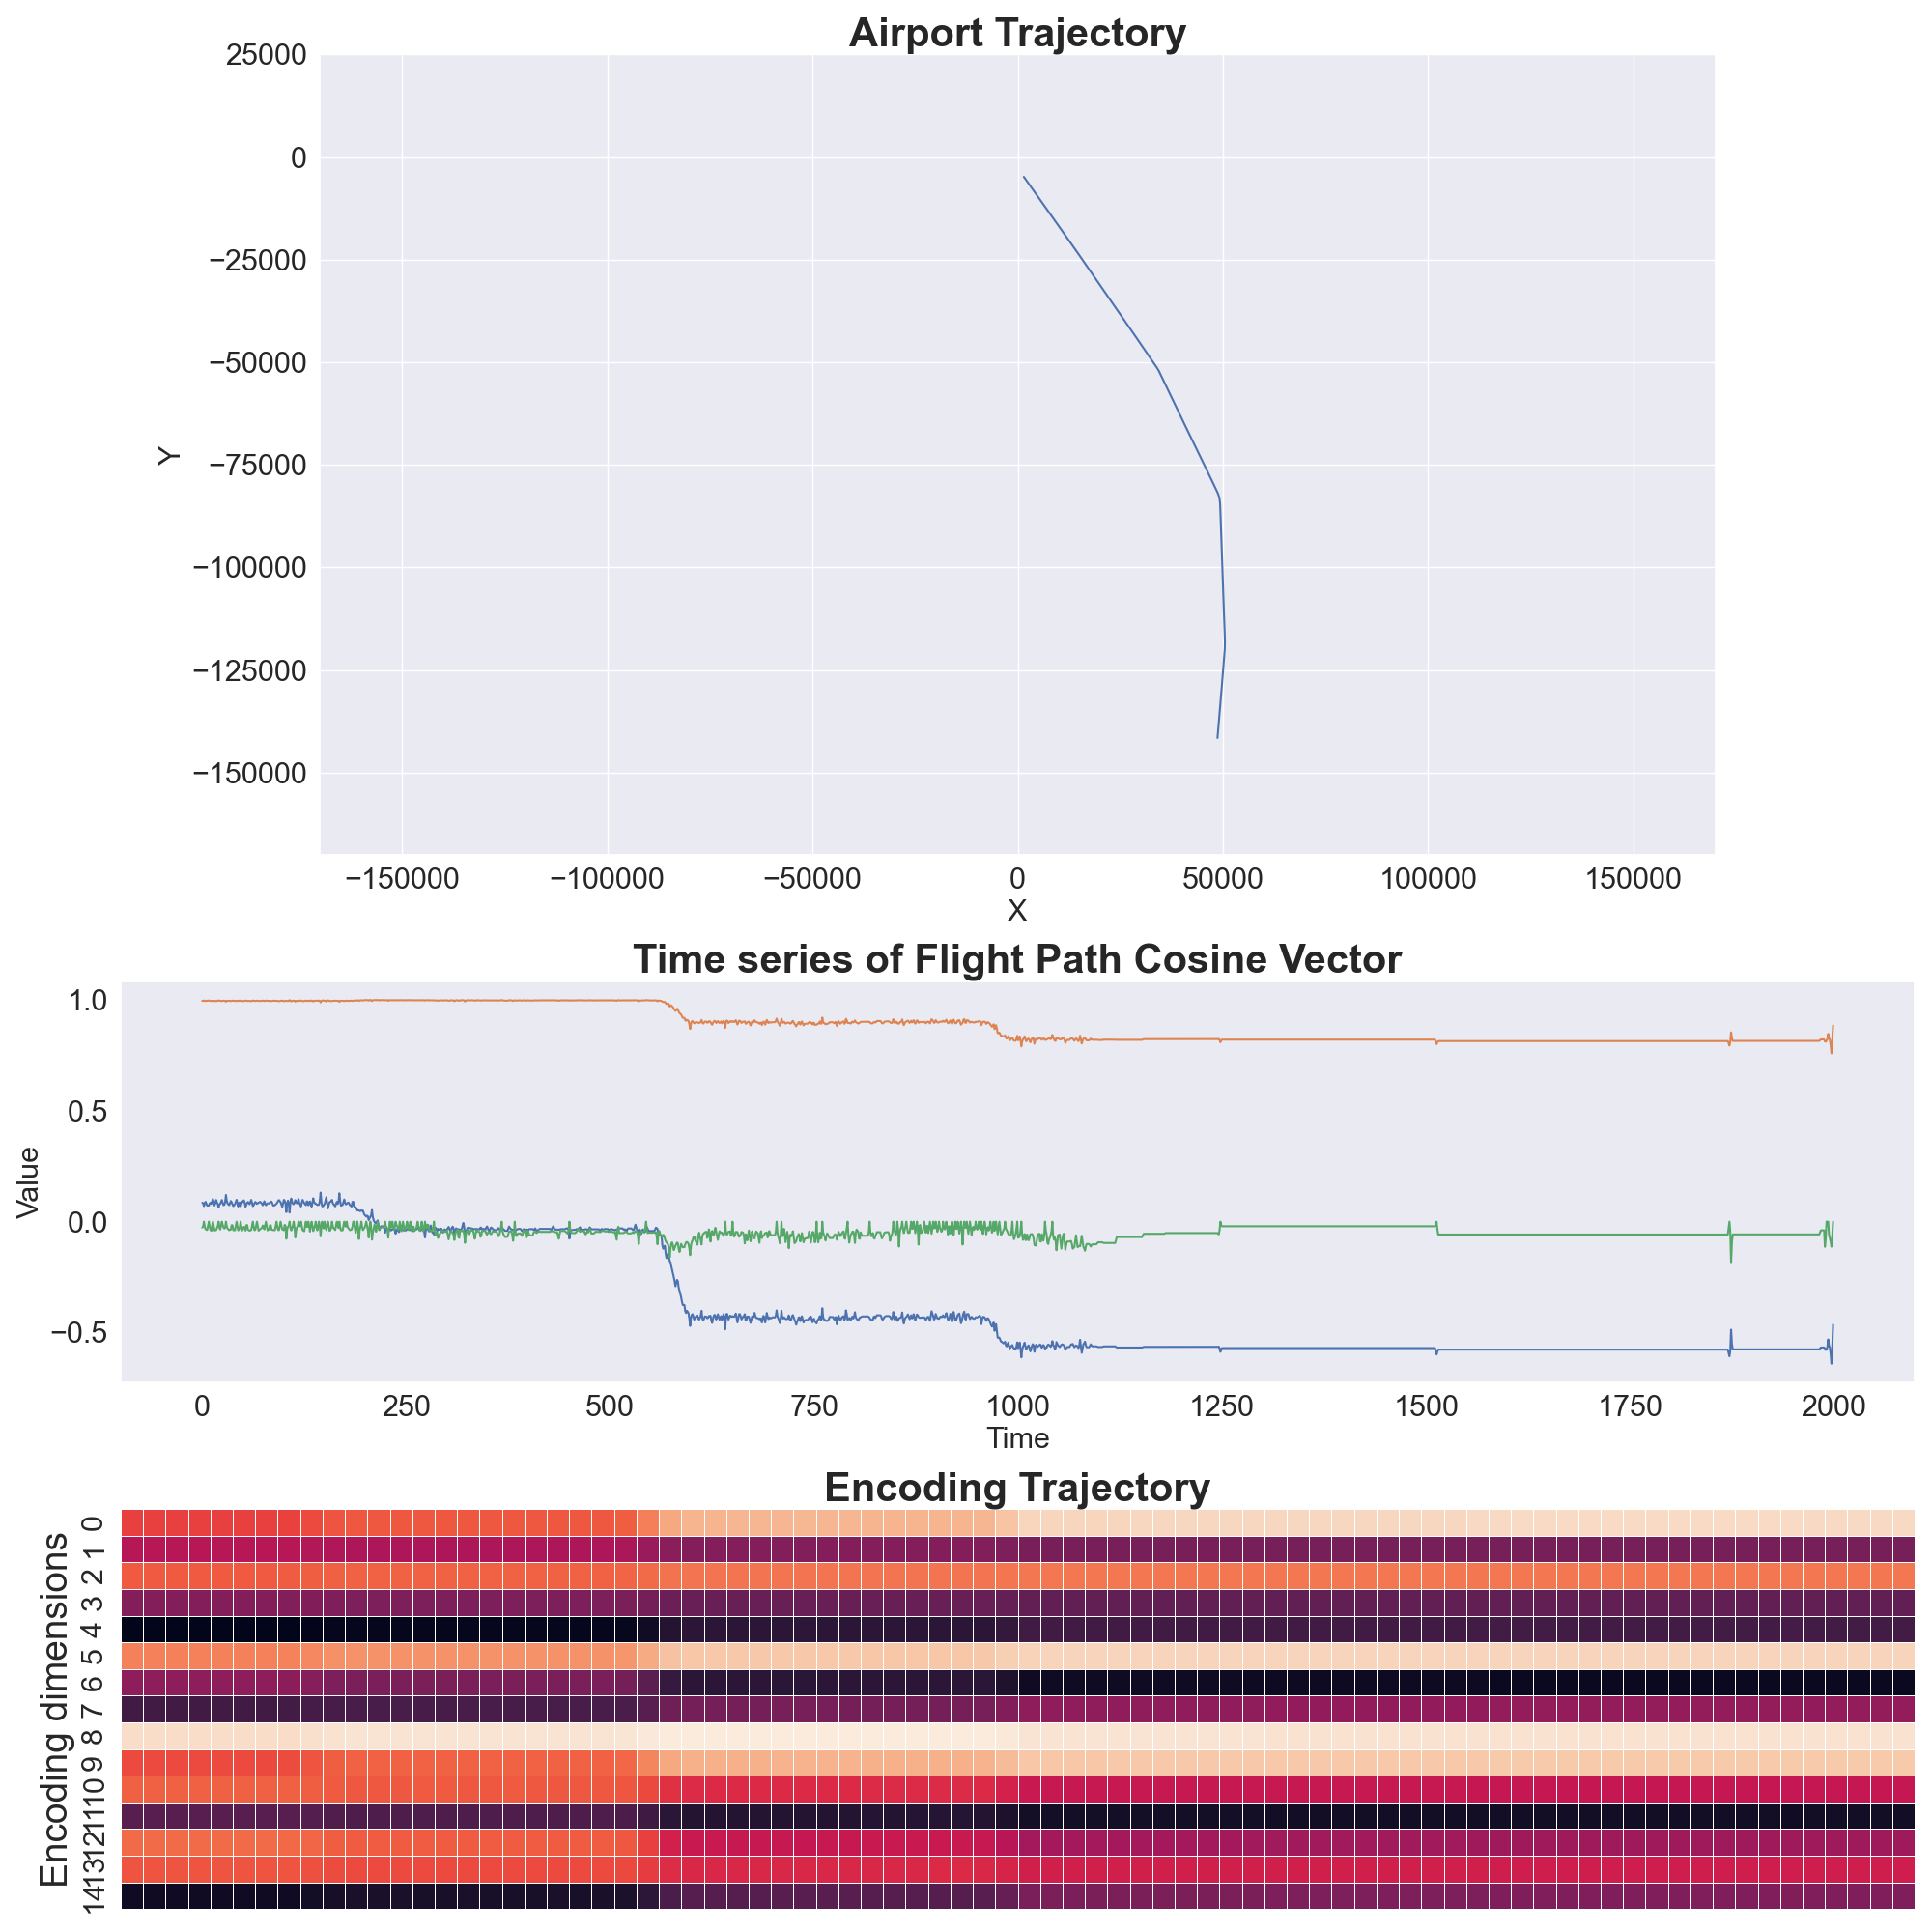 Airport Trajectory
25000
0
−25000
−50000
−75000
−100000
−125000
−150000
Y
−150000 −100000 −50000 0 50000 100000 150000
X
Time series of Flight Path Cosine Vector
1.0
0.5
0.0
−0.5
Value
0 250 500 750 1000 1250 1500 1750 2000
Time
Encoding Trajectory
Encoding dimensions
0
1
2
3
4
5
6
7
8
9
10
11
12
13
14